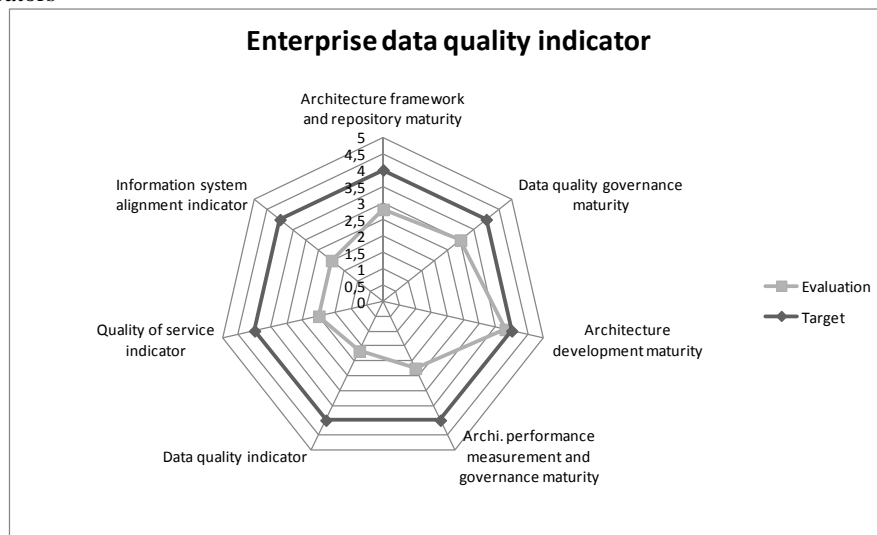 Enterprise data quality indicator
Architecture framework
and repository maturity
5
4,5
4
3,5
3
2,5
2
1,5
1
0,5
0
Data quality governance
maturity
Architecture
development maturity
Archi. performance
measurement and
governance maturity
Data quality indicator
Quality of service
indicator
Information system
alignment indicator
Evaluation
Target